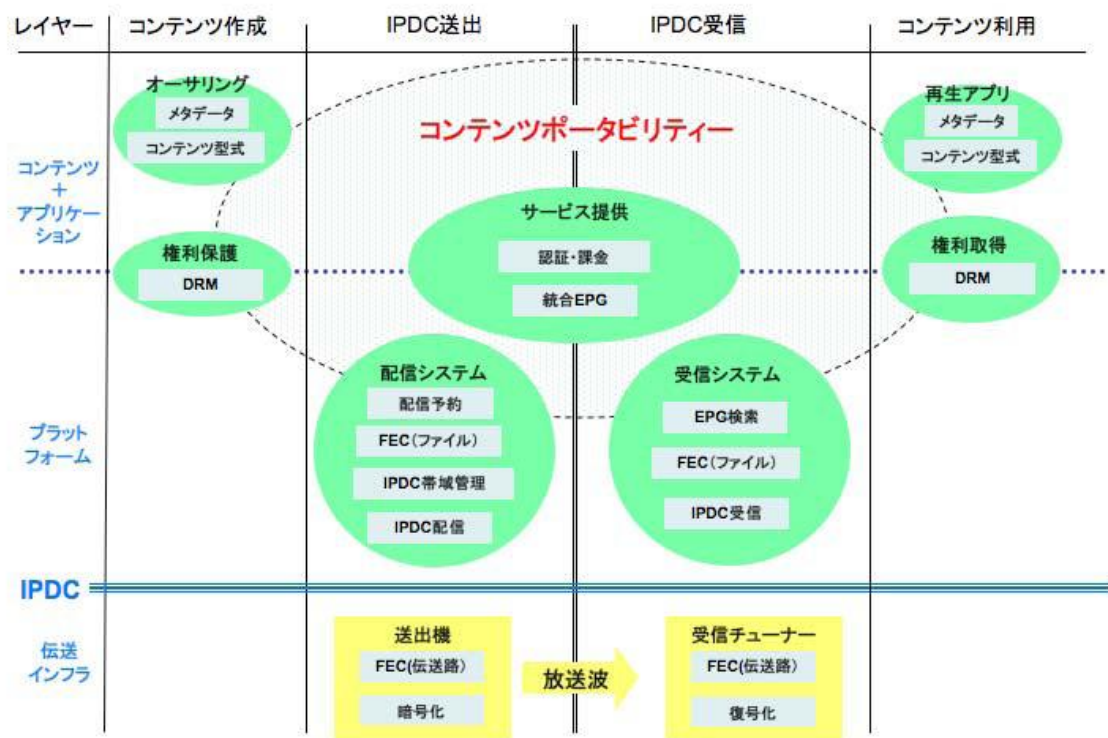 レイヤー
コンテンツ作成
IPDC送出
IPDC受信
コンテンツ利用
オーサリング
メタデータ
コンテンツ型式
コンテンツポータビリティー
再生アプリ
メタデータ
コンテンツ型式
コンテンツ
+
アプリケー
ション
サービス提供
認証・課金
統合EPG
権利保護
DRM
権利取得
DRM
配信システム
配信予約
FEC(ファイル)
IPDC帯域管理
IPDC配信
受信システム
EPG検索
FEC(ファイル)
IPDC受信
プラット
フォーム
IPDC
伝送
インフラ
送出機
FEC(伝送路)
暗号化
放送波
受信チューナー
FEC(伝送路)
復号化